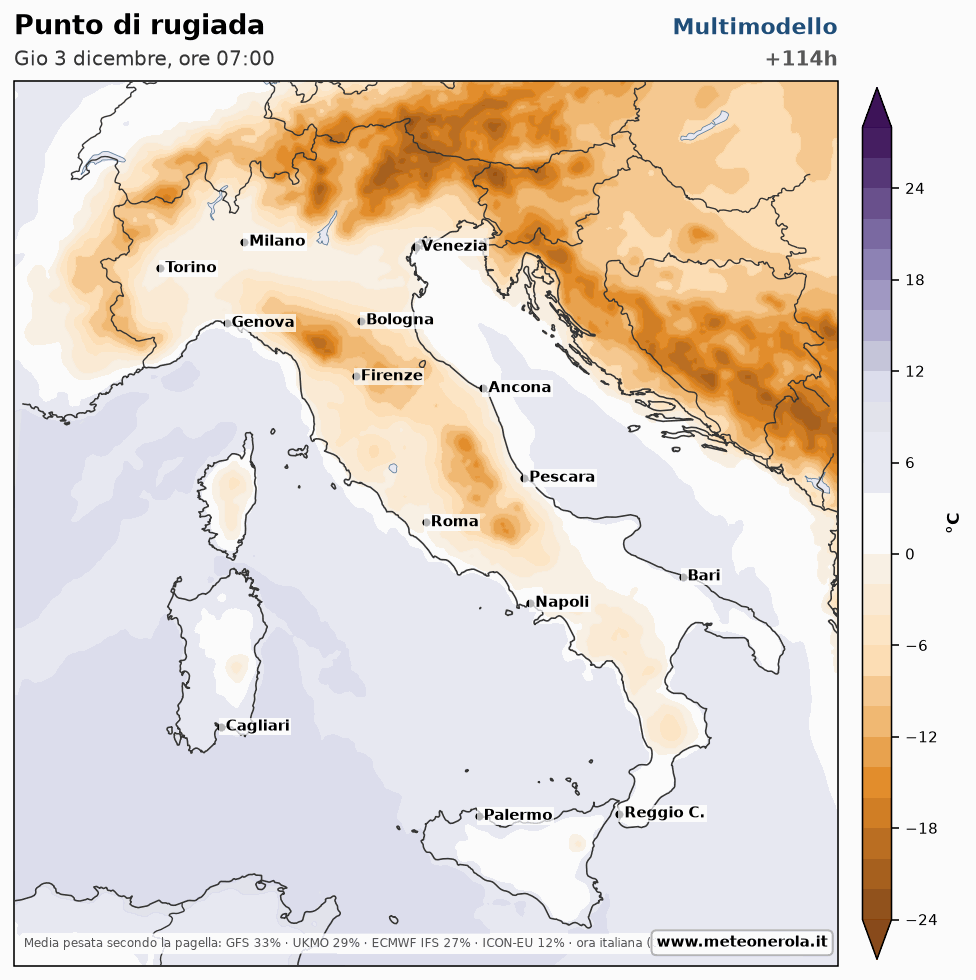 Punto di rugiada
Multimodello
Gio 3 dicembre, ore 07:00
+114h
24
18
12
6
0
−6
−12
−18
−24
°C
Milano
Venezia
Torino
Genova
Bologna
Firenze
Ancona
Pescara
Roma
Bari
Napoli
Cagliari
Palermo
Reggio C.
Media pesata secondo la pagella: GFS 33% · UKMO 29% · ECMWF IFS 27% · ICON-EU 12% · ora italiana (
www.meteonerola.it